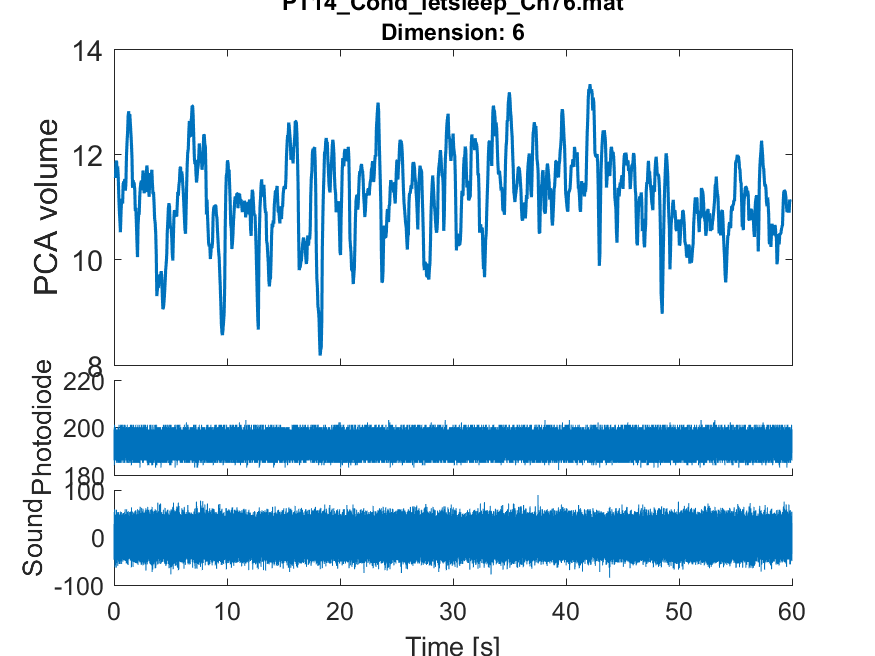 PT14_Cond_letsleep_Ch76.mat
Dimension: 6
14
12
10
8
PCA volume
220
200
180
Photodiode
100
0
-100
Sound
0 10 20 30 40 50 60
Time [s]